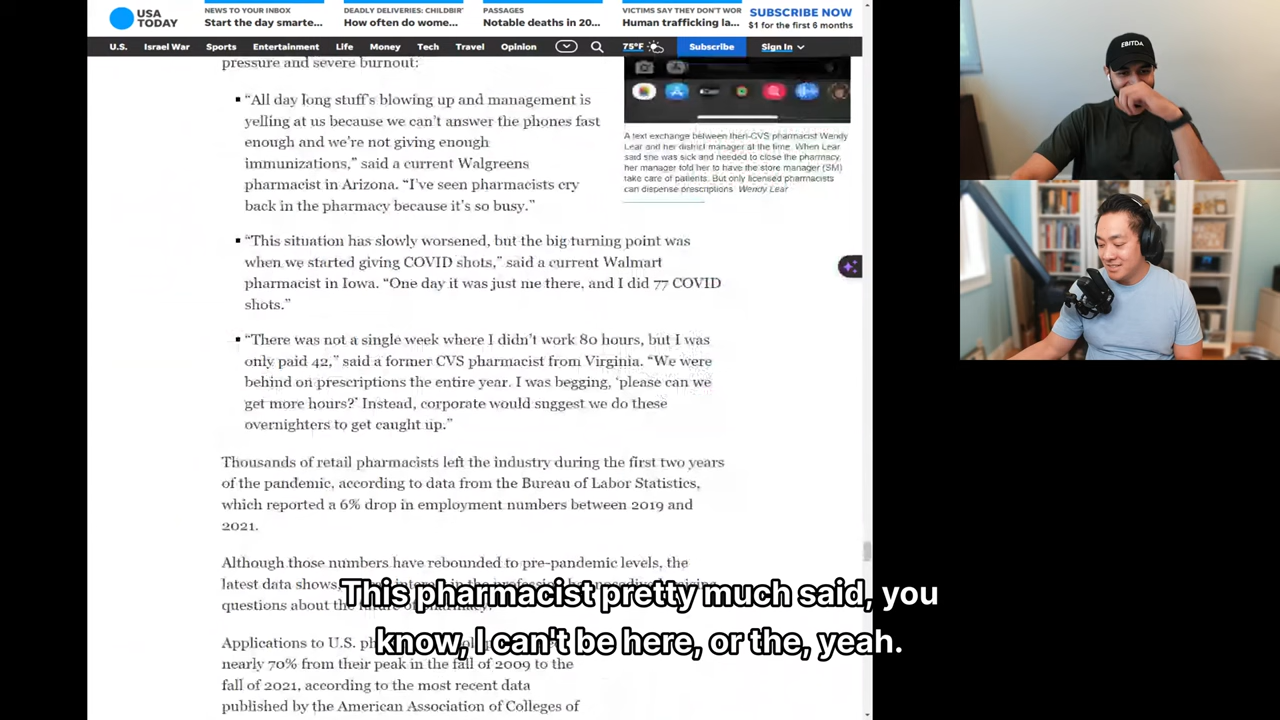 USA
TODAY
NEWS TO YOUR INBOX
Start the day smarte...
DEADLY DELIVERIES: CHILDBIRT
How often do wome...
PASSAGES
Notable deaths in 20...
VICTIMS SAY THEY DON'T WOR
Human trafficking la...
SUBSCRIBE NOW
$1 for the first 6 months
U.S. Israel War Sports Entertainment Life Money Tech Travel Opinion 75°F Subscribe Sign In
EBITDA
pressure and severe burnout:
“All day long stuff’s blowing up and management is
yelling at us because we can’t answer the phones fast
enough and we’re not giving enough
immunizations,” said a current Walgreens
pharmacist in Arizona. “I’ve seen pharmacists cry
back in the pharmacy because it’s so busy.”
A text exchange between then-CVS pharmacist Wendy
Lear and her district manager at the time. When Lear
said she was sick and needed to close the pharmacy,
her manager told her to have the store manager (SM)
take care of patients. But only licensed pharmacists
can dispense prescriptions. Wendy Lear
“This situation has slowly worsened, but the big turning point was
when we started giving COVID shots,” said a current Walmart
pharmacist in Iowa. “One day it was just me there, and I did 77 COVID
shots.”
“There was not a single week where I didn’t work 80 hours, but I was
only paid 42,” said a former CVS pharmacist from Virginia. “We were
behind on prescriptions the entire year. I was begging, ‘please can we
get more hours?’ Instead, corporate would suggest we do these
overnighters to get caught up.”
Thousands of retail pharmacists left the industry during the first two years
of the pandemic, according to data from the Bureau of Labor Statistics,
which reported a 6% drop in employment numbers between 2019 and
2021.
Although those numbers have rebounded to pre-pandemic levels, the
latest data shows,
questions about the
This pharmacist pretty much said, you
know, I can't be here, or the, yeah.
Applications to U.S.
nearly 70% from their peak in the fall of 2009 to the
fall of 2021, according to the most recent data
published by the American Association of Colleges of